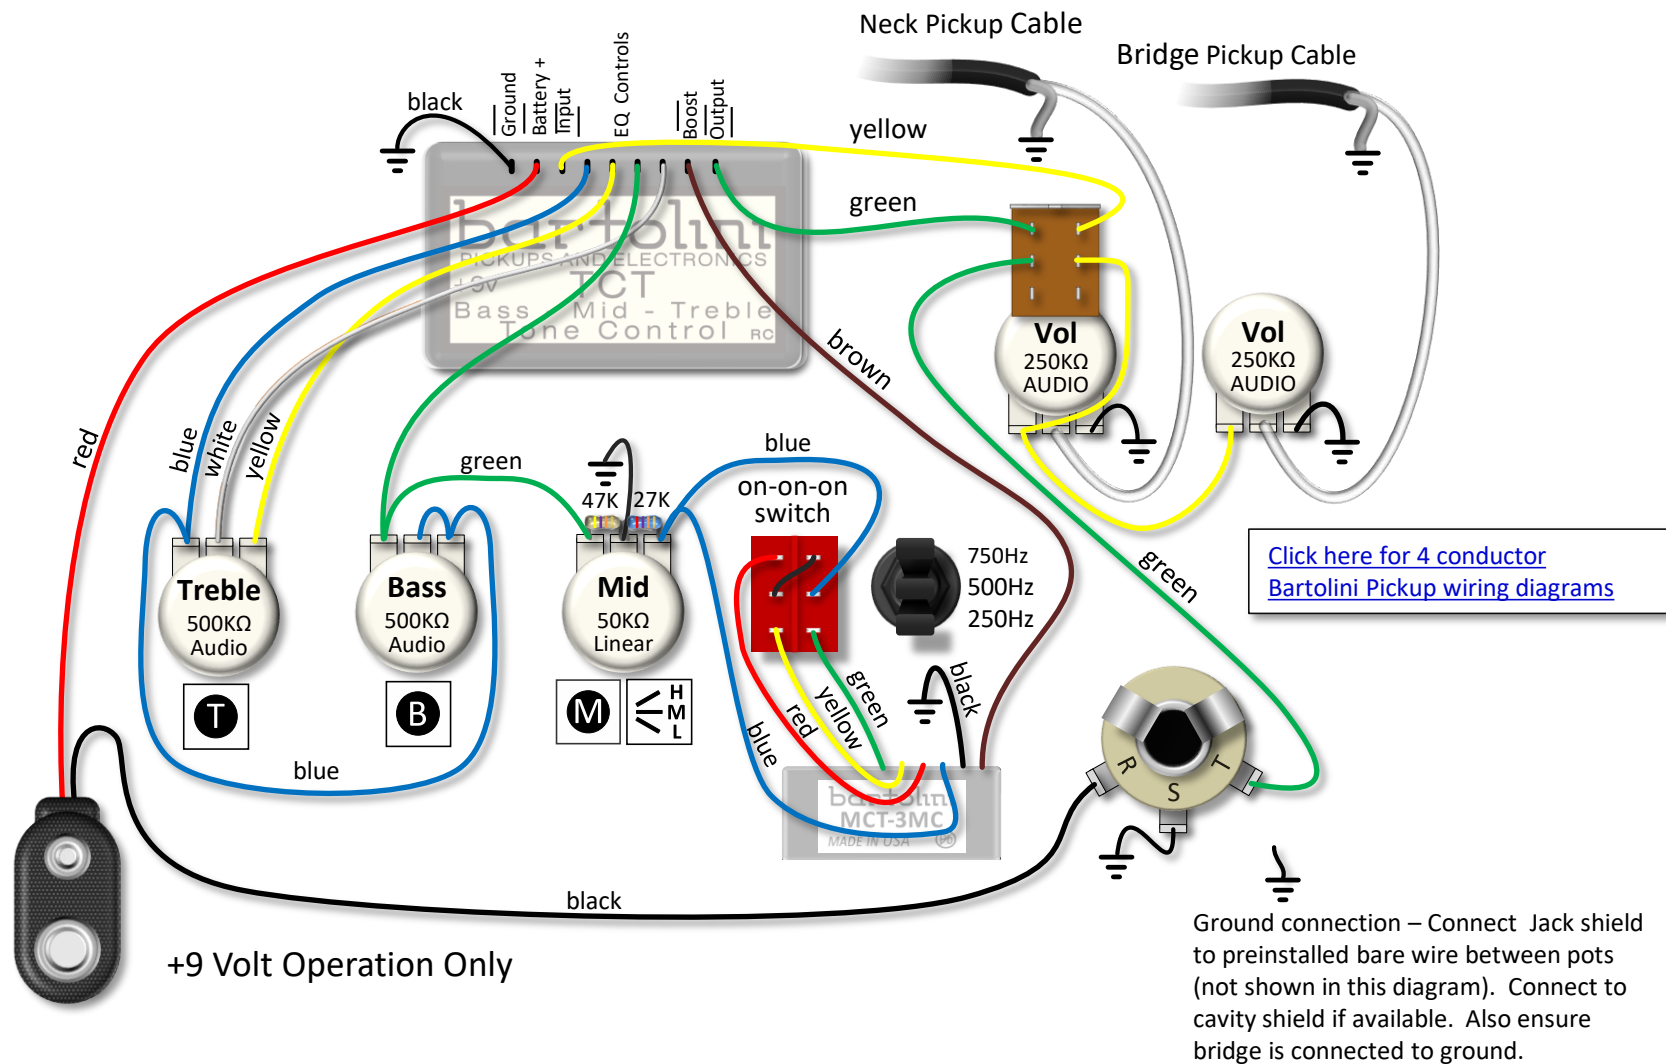 Neck Pickup Cable
Bridge Pickup Cable
Ground
Battery +
Input
EQ Controls
Boost
Output
black
yellow
green
bartolini
PICKUPS AND ELECTRONICS
+9v
TCT
Bass - Mid - Treble
Tone Control RC
Vol
250KΩ
AUDIO
Vol
250KΩ
AUDIO
brown
red
blue
white
yellow
green
47K
27K
blue
on-on-on
switch
750Hz
500Hz
250Hz
green
Click here for 4 conductor
Bartolini Pickup wiring diagrams
Treble
500KΩ
Audio
Bass
500KΩ
Audio
Mid
50KΩ
Linear
T
B
M
H
M
L
blue
blue
red
yellow
green
black
bartolini
MCT-3MC
MADE IN USA
R
S
T
black
+9 Volt Operation Only
Ground connection – Connect Jack shield
to preinstalled bare wire between pots
(not shown in this diagram). Connect to
cavity shield if available. Also ensure
bridge is connected to ground.